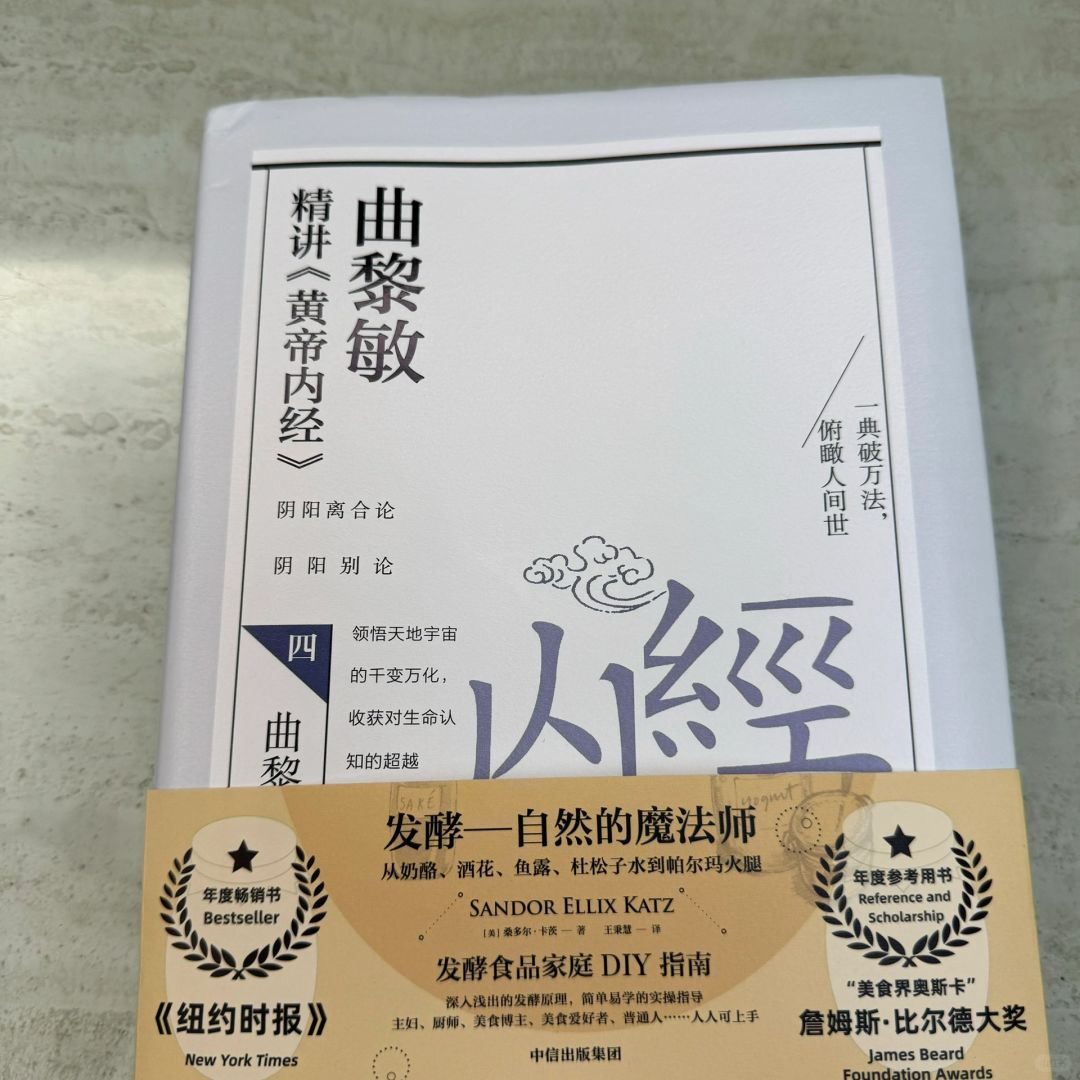 曲黎敏
精讲《黄帝内经》
阴阳离合论
阴阳别论
一典破万法，
俯瞰人间世
四
领悟天地宇宙
的千变万化，
收获对生命认
知的超越
曲黎
經
SAKÉ
yogurt
发酵—自然的魔法师
从奶酪、酒花、鱼露、杜松子水到帕尔玛火腿
SANDOR ELLIX KATZ
[美] 桑多尔·卡茨 — 著 王秉慧 — 译
发酵食品家庭 DIY 指南
深入浅出的发酵原理，简单易学的实操指导
主妇、厨师、美食博主、美食爱好者、普通人……人人可上手
中信出版集团
年度畅销书
Bestseller
《纽约时报》
New York Times
年度参考用书
Reference and
Scholarship
“美食界奥斯卡”
詹姆斯·比尔德大奖
James Beard
Foundation Awards